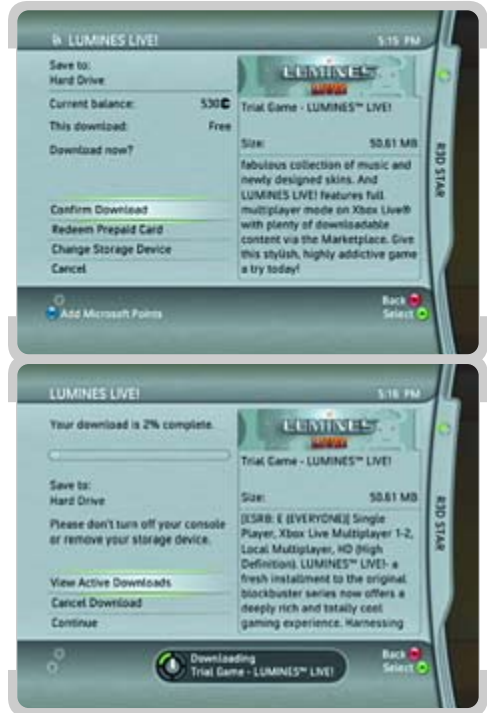 LUMINES LIVE!
5:15 PM
Save to:
Hard Drive
Current balance: 530
This download: Free
Download now?
Confirm Download
Redeem Prepaid Card
Change Storage Device
Cancel
LUMINES
LIVE!
Trial Game - LUMINES™ LIVE!
Size: 50.61 MB
fabulous collection of music and
newly designed skins. And
LUMINES LIVE! features full
multiplayer mode on Xbox Live®
with plenty of downloadable
content via the Marketplace. Give
this stylish, highly addictive game
a try today!
R3D STAR
Add Microsoft Points
Back B
Select A
LUMINES LIVE!
5:16 PM
Your download is 2% complete.
Save to:
Hard Drive
Please don't turn off your console
or remove your storage device.
View Active Downloads
Cancel Download
Continue
LUMINES
LIVE!
Trial Game - LUMINES™ LIVE!
Size: 50.61 MB
[ESRB: E (EVERYONE)] Single
Player, Xbox Live Multiplayer 1-2,
Local Multiplayer, HD (High
Definition). LUMINES™ LIVE!- a
fresh installment to the original
blockbuster series now offers a
deeply rich and totally cool
gaming experience. Harnessing
R3D STAR
Downloading
Trial Game - LUMINES™ LIVE!
Back B
Select A